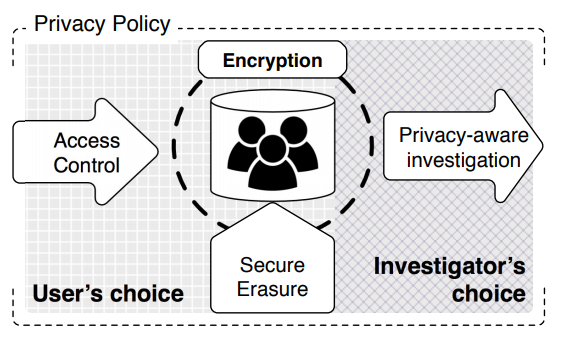 Privacy Policy
Encryption
Access
Control
Privacy-aware
investigation
Secure
Erasure
User's choice
Investigator's
choice